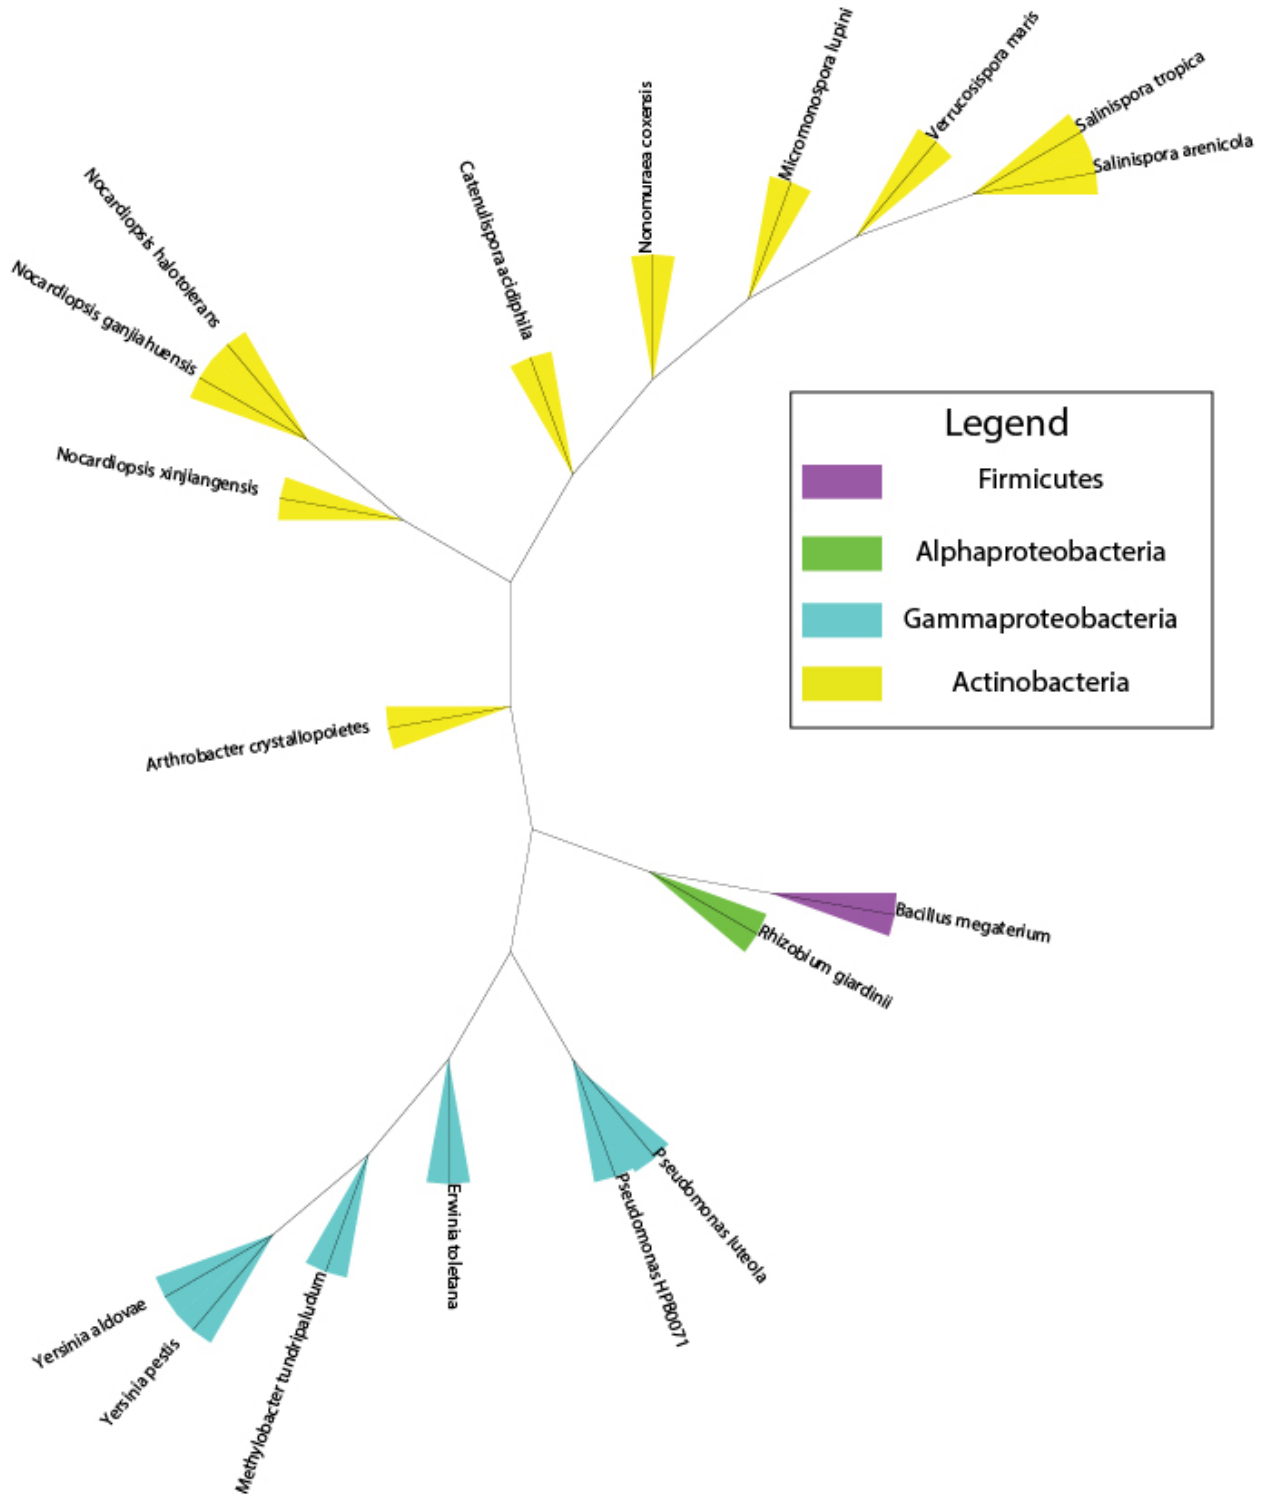 Micromonospora lupini
Verrucosispora maris
Salinispora tropica
Salinispora arenicola
Nonomuraea coxensis
Catenulispora acidiphila
Nocardiopsis halotolerans
Nocardiopsis ganjiahuensis
Nocardiopsis xinjiangensis
Legend
Firmicutes
Alphaproteobacteria
Gammaproteobacteria
Actinobacteria
Arthrobacter crystallopoietes
Bacillus megaterium
Rhizobium giardinii
Pseudomonas luteola
Pseudomonas HPB0071
Erwinia toletana
Methylobacter tundripaludum
Yersinia aldovae
Yersinia pestis